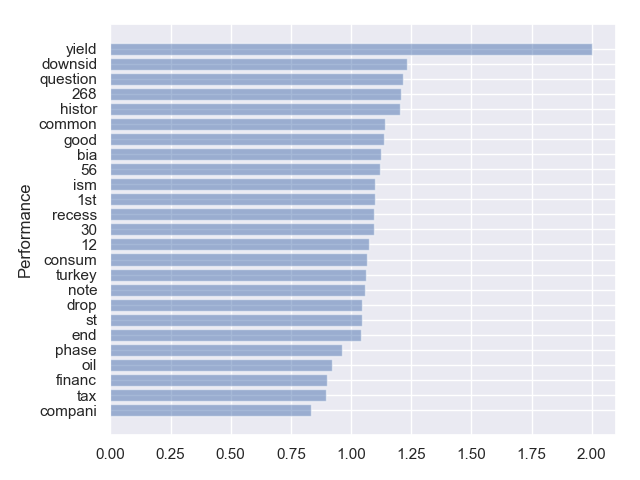 yield
downsid
question
268
histor
common
good
bia
56
ism
1st
recess
30
12
consum
turkey
note
drop
st
end
phase
oil
financ
tax
compani
Performance
0.00 0.25 0.50 0.75 1.00 1.25 1.50 1.75 2.00